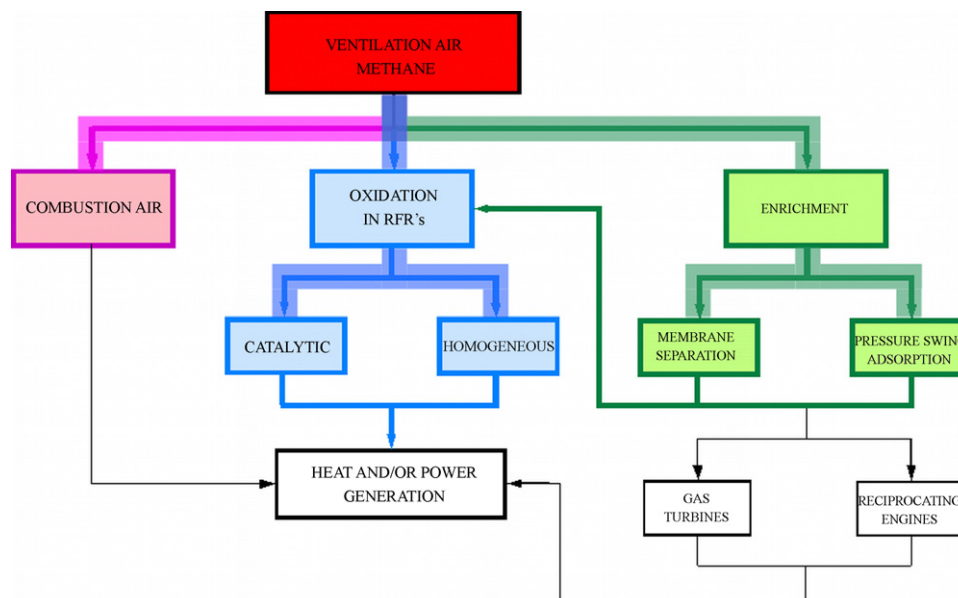 VENTILATION AIR
METHANE
COMBUSTION AIR
OXIDATION
IN RFR's
ENRICHMENT
CATALYTIC
HOMOGENEOUS
MEMBRANE
SEPARATION
PRESSURE SWING
ADSORPTION
HEAT AND/OR POWER
GENERATION
GAS
TURBINES
RECIPROCATING
ENGINES